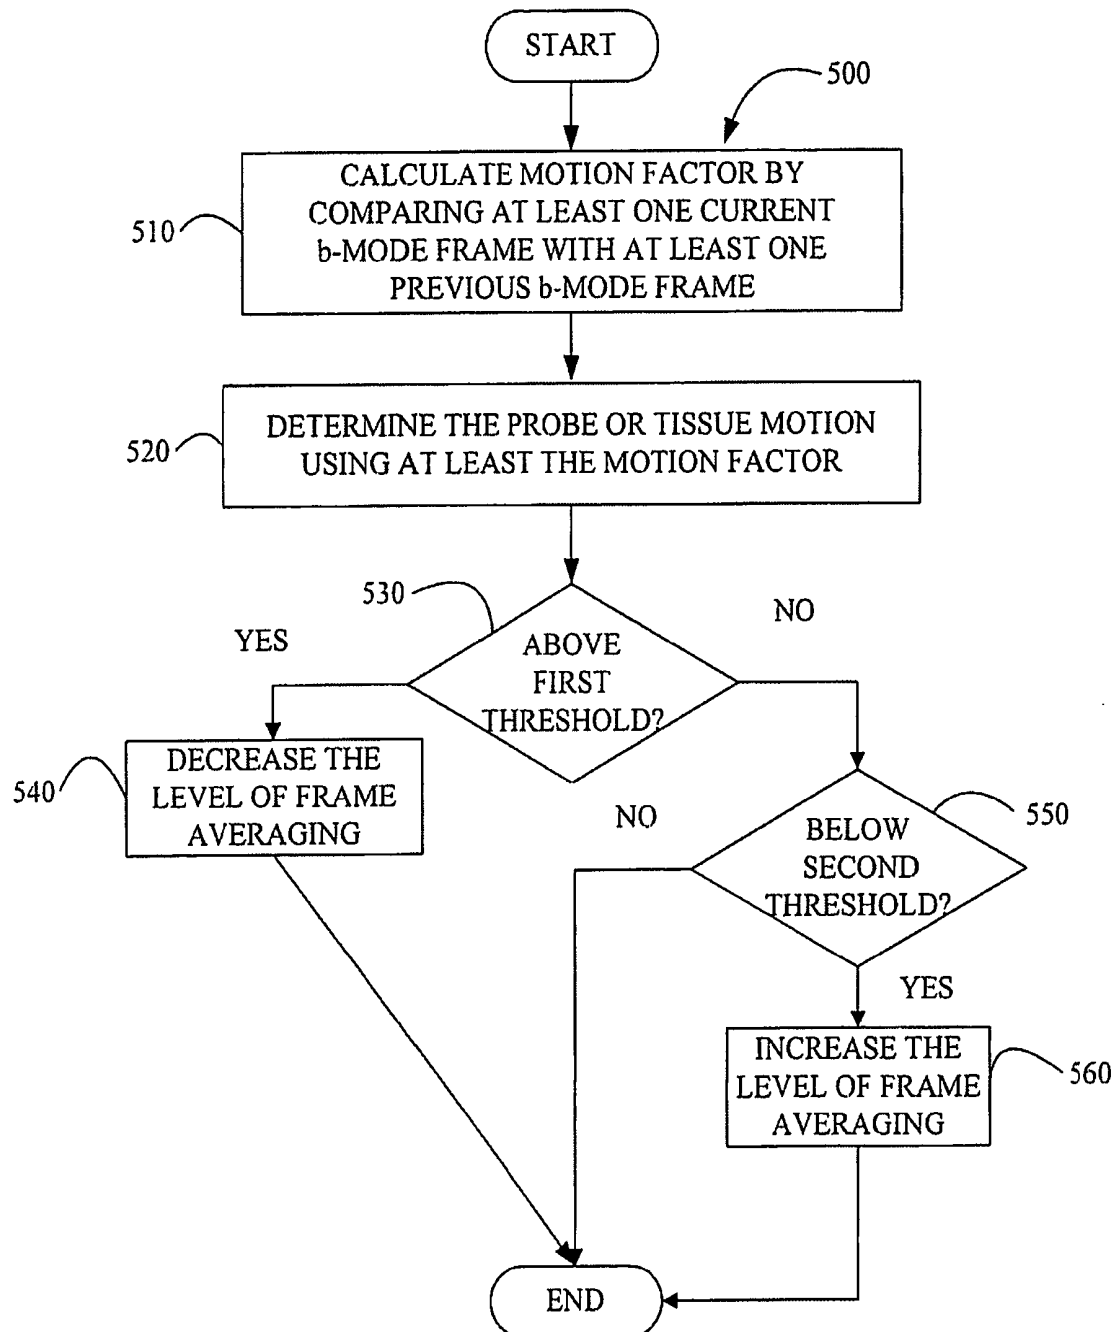 START
500
CALCULATE MOTION FACTOR BY
COMPARING AT LEAST ONE CURRENT
b-MODE FRAME WITH AT LEAST ONE
PREVIOUS b-MODE FRAME
510
DETERMINE THE PROBE OR TISSUE MOTION
USING AT LEAST THE MOTION FACTOR
520
530
YES
NO
ABOVE
FIRST
THRESHOLD?
DECREASE THE
LEVEL OF FRAME
AVERAGING
540
NO
550
BELOW
SECOND
THRESHOLD?
YES
INCREASE THE
LEVEL OF FRAME
AVERAGING
560
END